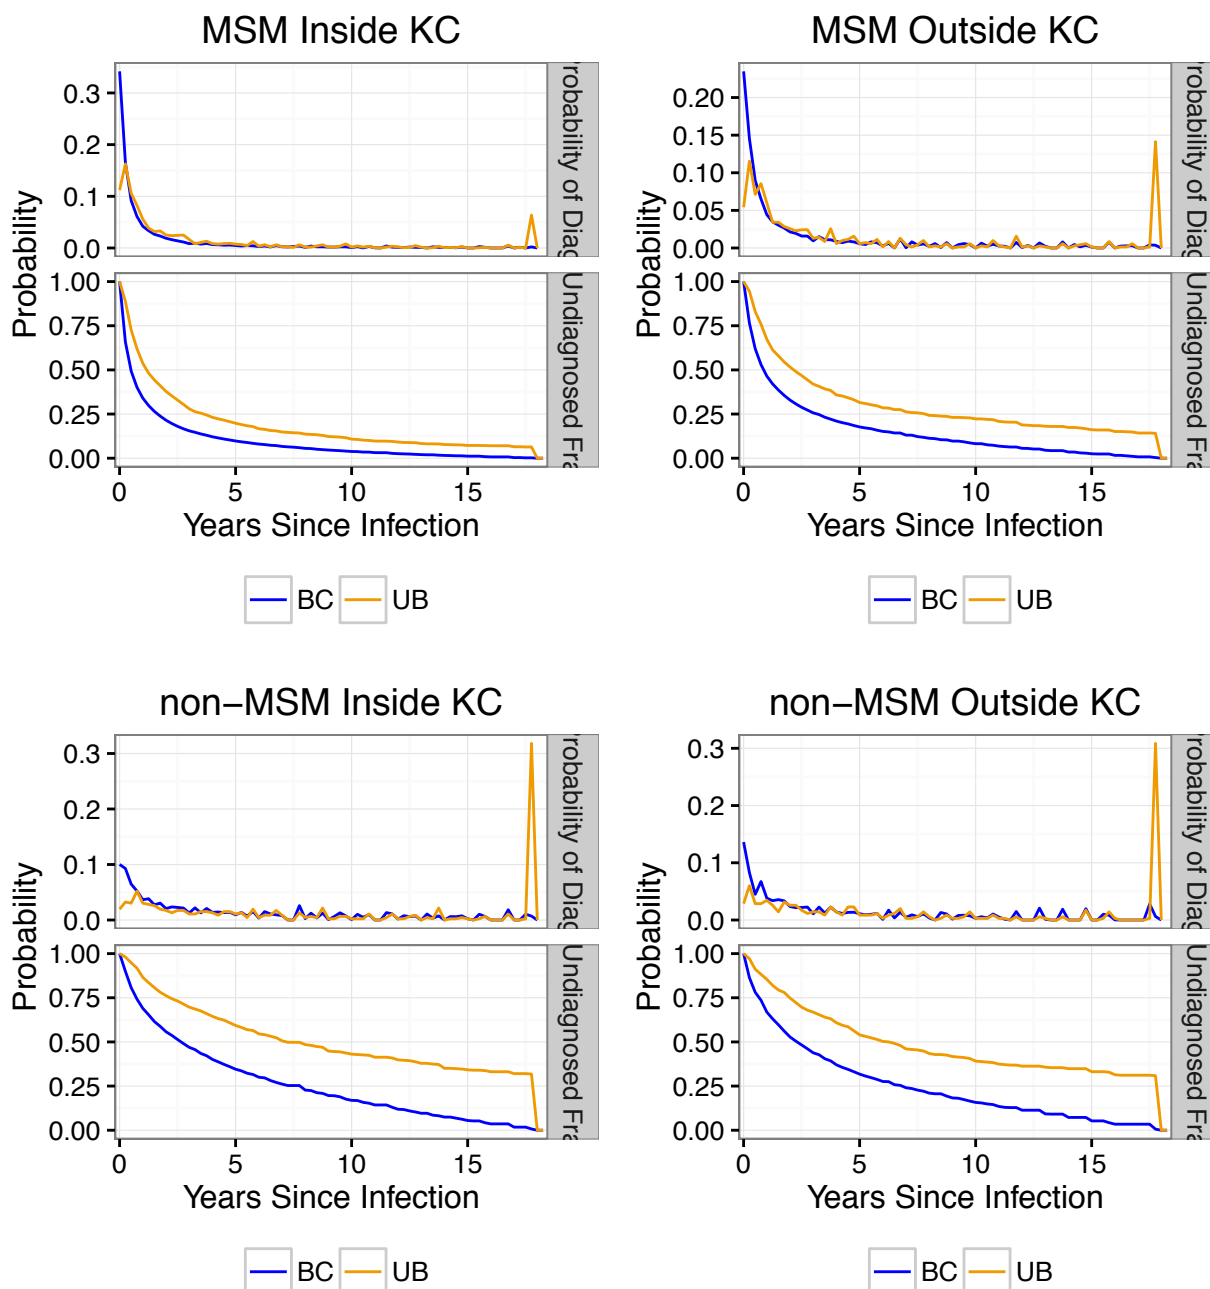 MSM Inside KC
0.3
0.2
0.1
0.0
robability of Diag
Probability
1.00
0.75
0.50
0.25
0.00
Undiagnosed Fra
0 5 10 15
Years Since Infection
BC UB
MSM Outside KC
0.20
0.15
0.10
0.05
0.00
robability of Diag
Probability
1.00
0.75
0.50
0.25
0.00
Undiagnosed Fra
0 5 10 15
Years Since Infection
BC UB
non−MSM Inside KC
0.3
0.2
0.1
0.0
robability of Diag
Probability
1.00
0.75
0.50
0.25
0.00
Undiagnosed Fra
0 5 10 15
Years Since Infection
BC UB
non−MSM Outside KC
0.3
0.2
0.1
0.0
robability of Diag
Probability
1.00
0.75
0.50
0.25
0.00
Undiagnosed Fra
0 5 10 15
Years Since Infection
BC UB